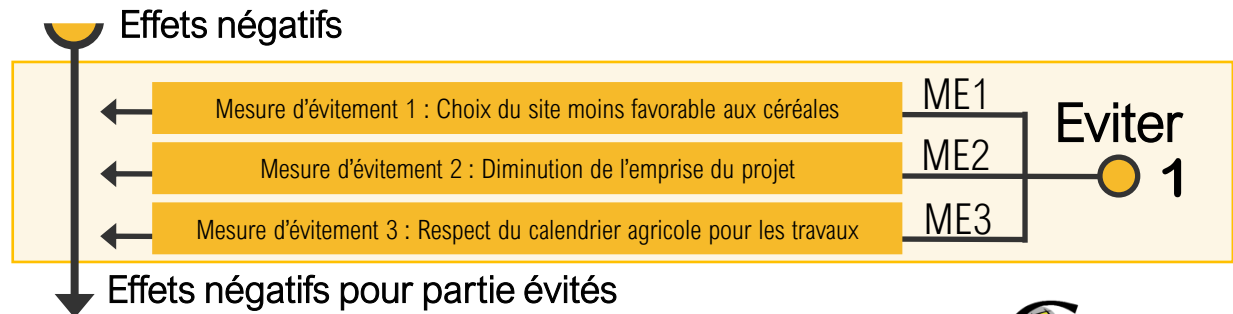 Effets négatifs
Mesure d'évitement 1 : Choix du site moins favorable aux céréales
ME1
Mesure d'évitement 2 : Diminution de l'emprise du projet
ME2
Mesure d'évitement 3 : Respect du calendrier agricole pour les travaux
ME3
Eviter
1
Effets négatifs pour partie évités